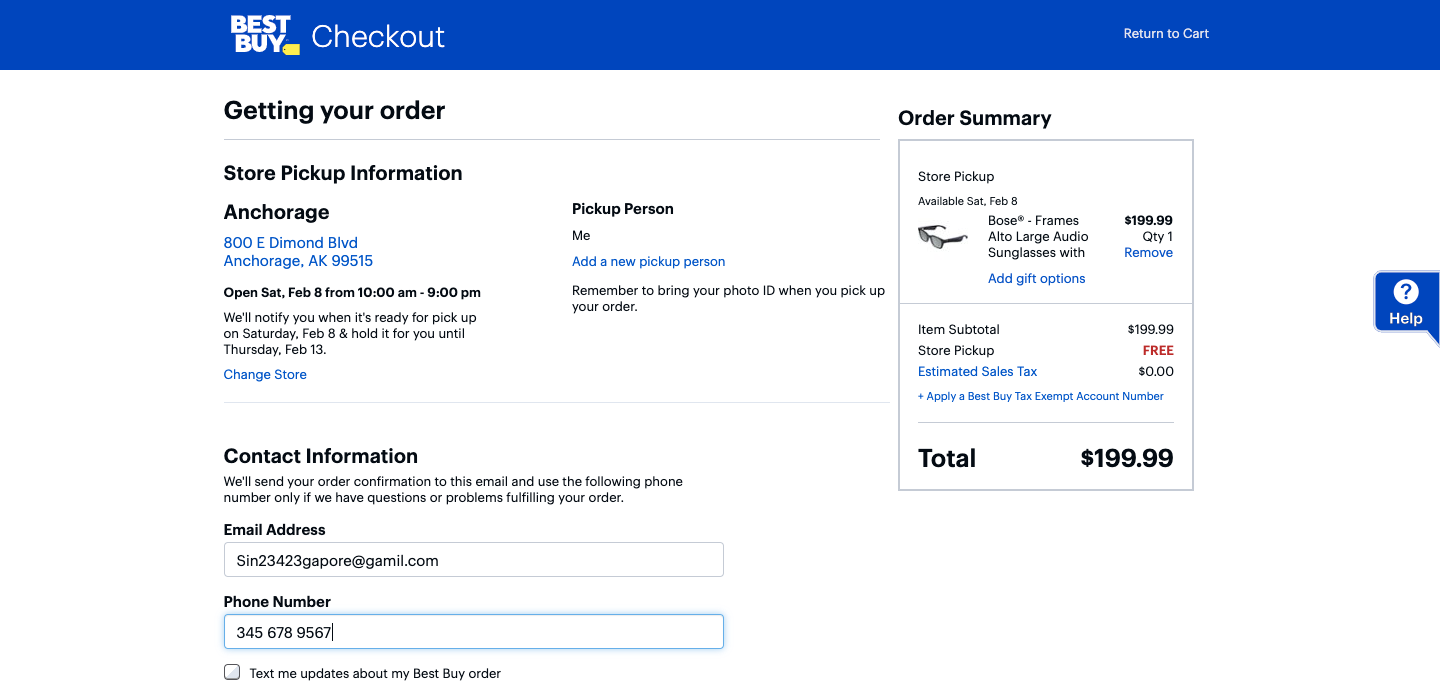 BEST
BUY
Checkout
Return to Cart
Getting your order
Store Pickup Information
Anchorage
800 E Dimond Blvd
Anchorage, AK 99515
Open Sat, Feb 8 from 10:00 am - 9:00 pm
We'll notify you when it's ready for pick up
on Saturday, Feb 8 & hold it for you until
Thursday, Feb 13.
Change Store
Pickup Person
Me
Add a new pickup person
Remember to bring your photo ID when you pick up
your order.
Contact Information
We'll send your order confirmation to this email and use the following phone
number only if we have questions or problems fulfilling your order.
Email Address
Sin23423gapore@gamil.com
Phone Number
345 678 9567
Text me updates about my Best Buy order
Order Summary
Store Pickup
Available Sat, Feb 8
Bose® - Frames $199.99
Alto Large Audio Qty 1
Sunglasses with Remove
Add gift options
Item Subtotal $199.99
Store Pickup FREE
Estimated Sales Tax $0.00
+ Apply a Best Buy Tax Exempt Account Number
Total $199.99
?
Help